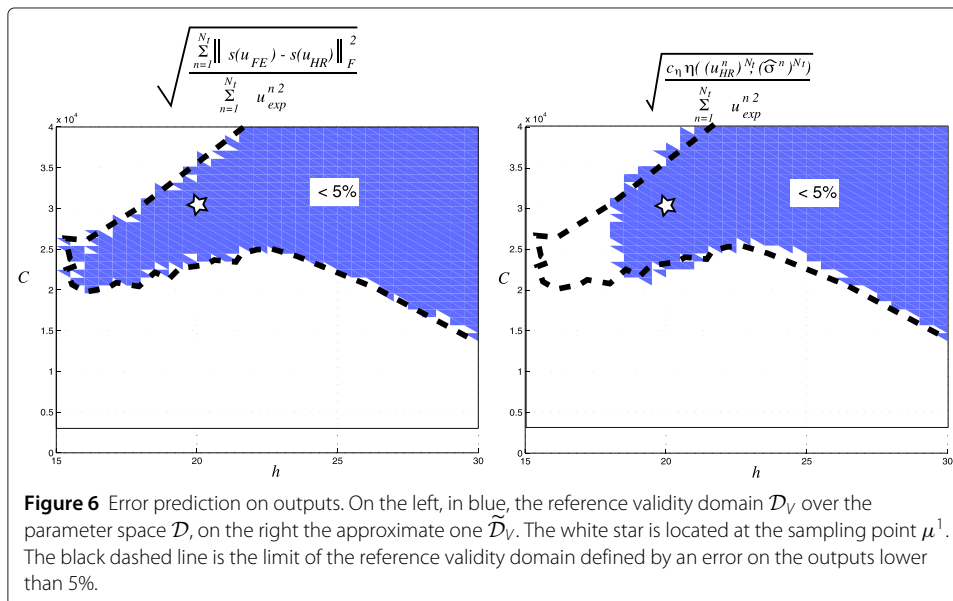 √( Σ_{n=1}^{N_t} ‖ s(u_FE) - s(u_HR) ‖_F^2 / Σ_{n=1}^{N_t} u_exp^{n 2} )
√( c_η η( (u_HR^n)^{N_t}; (σ̂^n)^{N_t}) / Σ_{n=1}^{N_t} u_exp^{n 2} )
x 10^4
4
3.5
3
2.5
C
2
1.5
1
0.5
0
15
20
25
30
h
< 5%
x 10^4
4
3.5
3
2.5
C
2
1.5
1
0.5
0
15
20
25
30
h
< 5%
Figure 6 Error prediction on outputs. On the left, in blue, the reference validity domain 𝒟_V over the
parameter space 𝒟, on the right the approximate one 𝒟̃_V. The white star is located at the sampling point μ^1.
The black dashed line is the limit of the reference validity domain defined by an error on the outputs lower
than 5%.